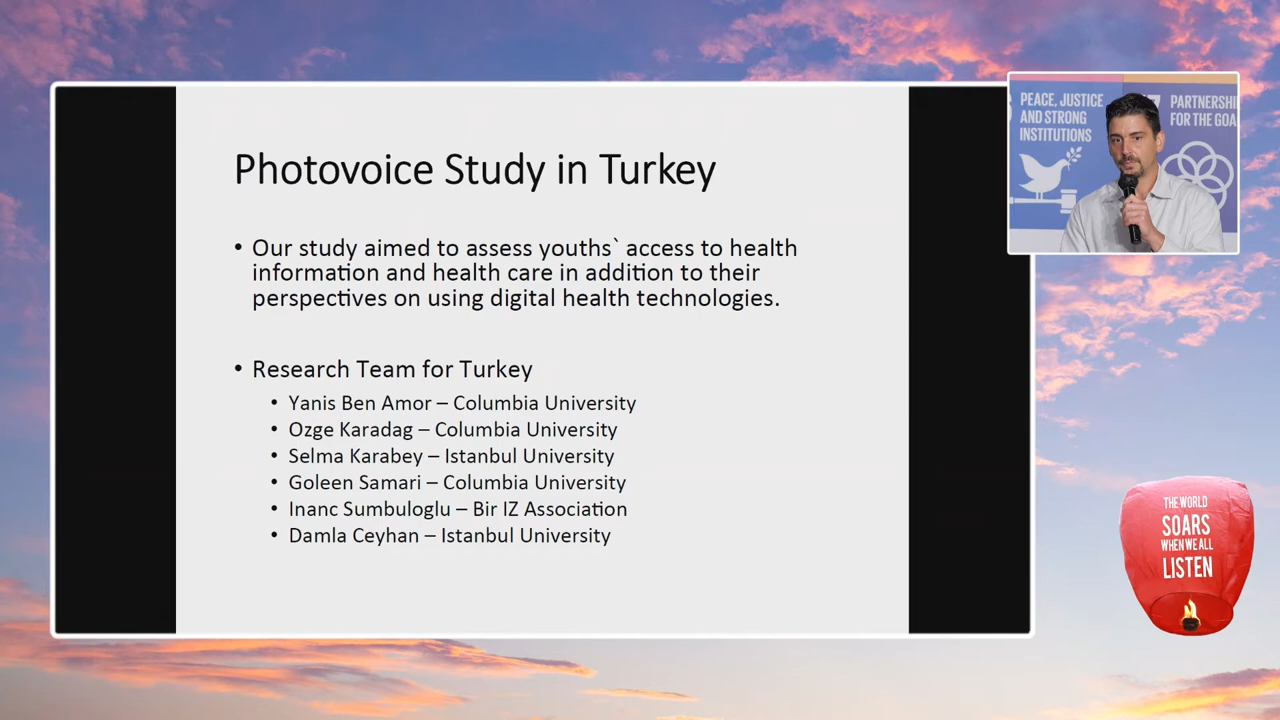 Photovoice Study in Turkey
• Our study aimed to assess youths` access to health
information and health care in addition to their
perspectives on using digital health technologies.
• Research Team for Turkey
• Yanis Ben Amor – Columbia University
• Ozge Karadag – Columbia University
• Selma Karabey – Istanbul University
• Goleen Samari – Columbia University
• Inanc Sumbuloglu – Bir IZ Association
• Damla Ceyhan – Istanbul University
PEACE, JUSTICE
AND STRONG
INSTITUTIONS
PARTNERSHI
FOR THE GOA
THE WORLD
SOARS
WHEN WE ALL
LISTEN